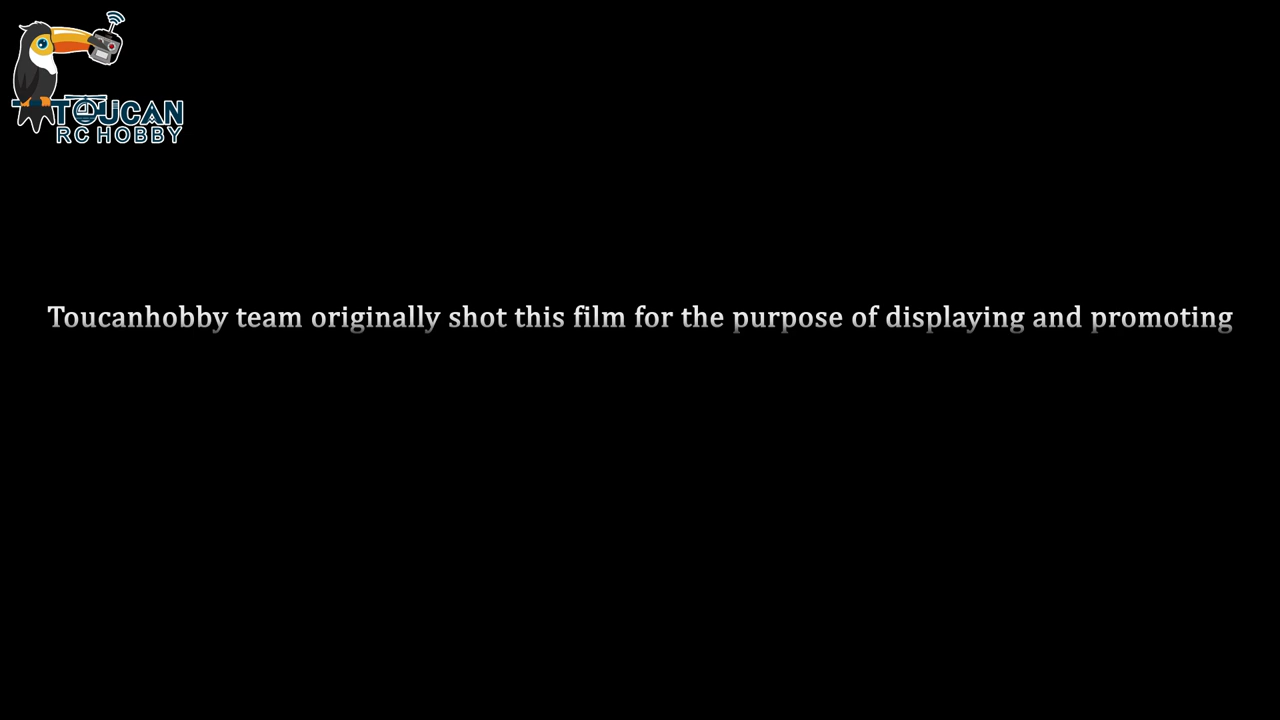 TOUCAN
RC HOBBY
Toucanhobby team originally shot this film for the purpose of displaying and promoting